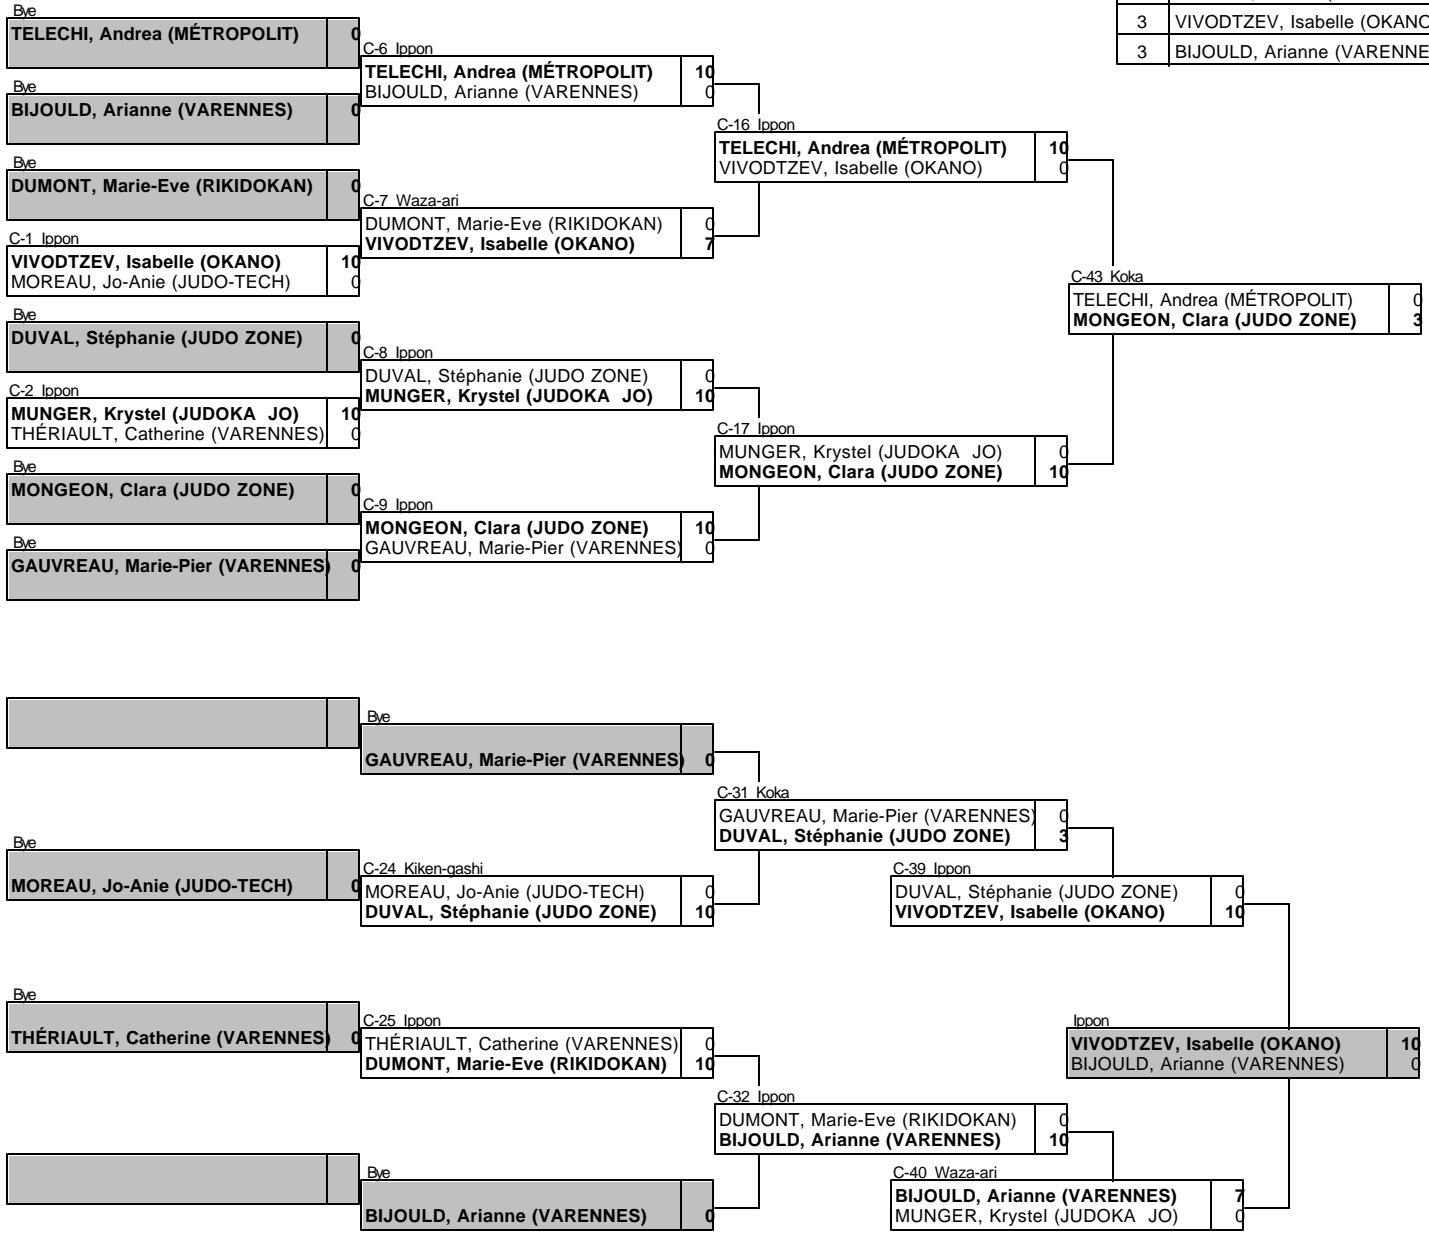 Bye
TELECHI, Andrea (MÉTROPOLIT) 0
Bye
BIJOULD, Arianne (VARENNES) 0
Bye
DUMONT, Marie-Eve (RIKIDOKAN) 0
C-1 Ippon
VIVODTZEV, Isabelle (OKANO) 10
MOREAU, Jo-Anie (JUDO-TECH) 0
Bye
DUVAL, Stéphanie (JUDO ZONE) 0
C-2 Ippon
MUNGER, Krystel (JUDOKA JO) 10
THÉRIAULT, Catherine (VARENNES) 0
Bye
MONGEON, Clara (JUDO ZONE) 0
Bye
GAUVREAU, Marie-Pier (VARENNES) 0
C-6 Ippon
TELECHI, Andrea (MÉTROPOLIT) 10
BIJOULD, Arianne (VARENNES) 0
C-7 Waza-ari
DUMONT, Marie-Eve (RIKIDOKAN) 0
VIVODTZEV, Isabelle (OKANO) 7
C-8 Ippon
DUVAL, Stéphanie (JUDO ZONE) 0
MUNGER, Krystel (JUDOKA JO) 10
C-9 Ippon
MONGEON, Clara (JUDO ZONE) 10
GAUVREAU, Marie-Pier (VARENNES) 0
C-16 Ippon
TELECHI, Andrea (MÉTROPOLIT) 10
VIVODTZEV, Isabelle (OKANO) 0
C-17 Ippon
MUNGER, Krystel (JUDOKA JO) 0
MONGEON, Clara (JUDO ZONE) 10
C-43 Koka
TELECHI, Andrea (MÉTROPOLIT) 0
MONGEON, Clara (JUDO ZONE) 3
3 VIVODTZEV, Isabelle (OKANO
3 BIJOULD, Arianne (VARENNE
Bye
MOREAU, Jo-Anie (JUDO-TECH) 0
Bye
THÉRIAULT, Catherine (VARENNES) 0
Bye
GAUVREAU, Marie-Pier (VARENNES) 0
C-24 Kiken-gashi
MOREAU, Jo-Anie (JUDO-TECH) 0
DUVAL, Stéphanie (JUDO ZONE) 10
C-25 Ippon
THÉRIAULT, Catherine (VARENNES) 0
DUMONT, Marie-Eve (RIKIDOKAN) 10
Bye
BIJOULD, Arianne (VARENNES) 0
C-31 Koka
GAUVREAU, Marie-Pier (VARENNES) 0
DUVAL, Stéphanie (JUDO ZONE) 3
C-32 Ippon
DUMONT, Marie-Eve (RIKIDOKAN) 0
BIJOULD, Arianne (VARENNES) 10
C-39 Ippon
DUVAL, Stéphanie (JUDO ZONE) 0
VIVODTZEV, Isabelle (OKANO) 10
C-40 Waza-ari
BIJOULD, Arianne (VARENNES) 7
MUNGER, Krystel (JUDOKA JO) 0
Ippon
VIVODTZEV, Isabelle (OKANO) 10
BIJOULD, Arianne (VARENNES) 0